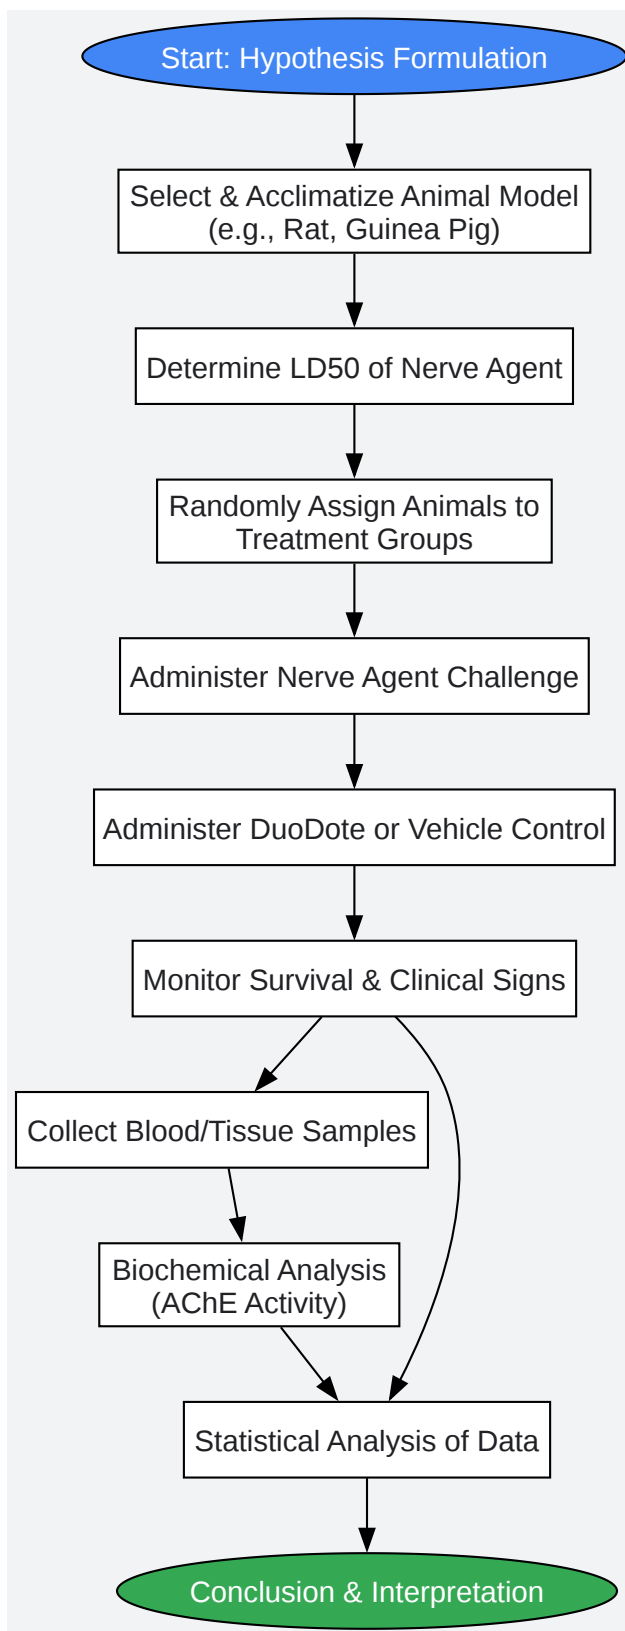 Start: Hypothesis Formulation
Select & Acclimatize Animal Model
(e.g., Rat, Guinea Pig)
Determine LD50 of Nerve Agent
Randomly Assign Animals to
Treatment Groups
Administer Nerve Agent Challenge
Administer DuoDote or Vehicle Control
Monitor Survival & Clinical Signs
Collect Blood/Tissue Samples
Biochemical Analysis
(AChE Activity)
Statistical Analysis of Data
Conclusion & Interpretation